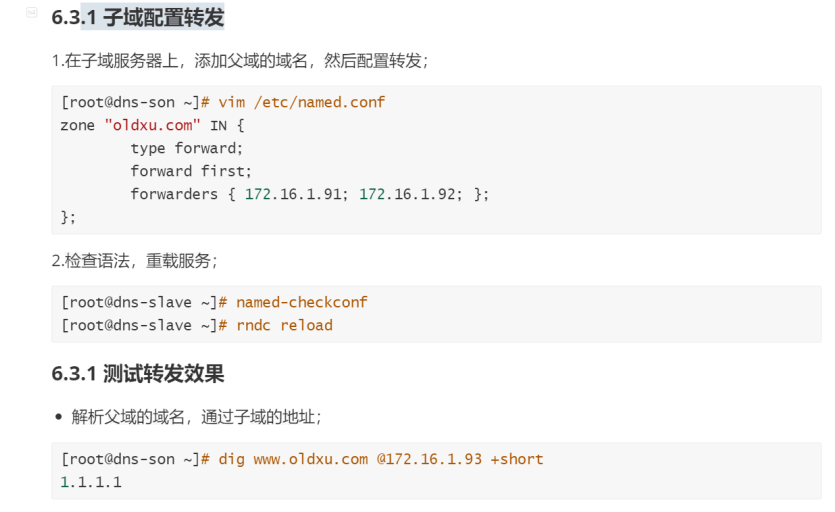 6.3.1 子域配置转发
1.在子域服务器上，添加父域的域名，然后配置转发；
[root@dns-son ~]# vim /etc/named.conf
zone "oldxu.com" IN {
        type forward;
        forward first;
        forwarders { 172.16.1.91; 172.16.1.92; };
};
2.检查语法，重载服务；
[root@dns-slave ~]# named-checkconf
[root@dns-slave ~]# rndc reload
6.3.1 测试转发效果
• 解析父域的域名，通过子域的地址；
[root@dns-son ~]# dig www.oldxu.com @172.16.1.93 +short
1.1.1.1